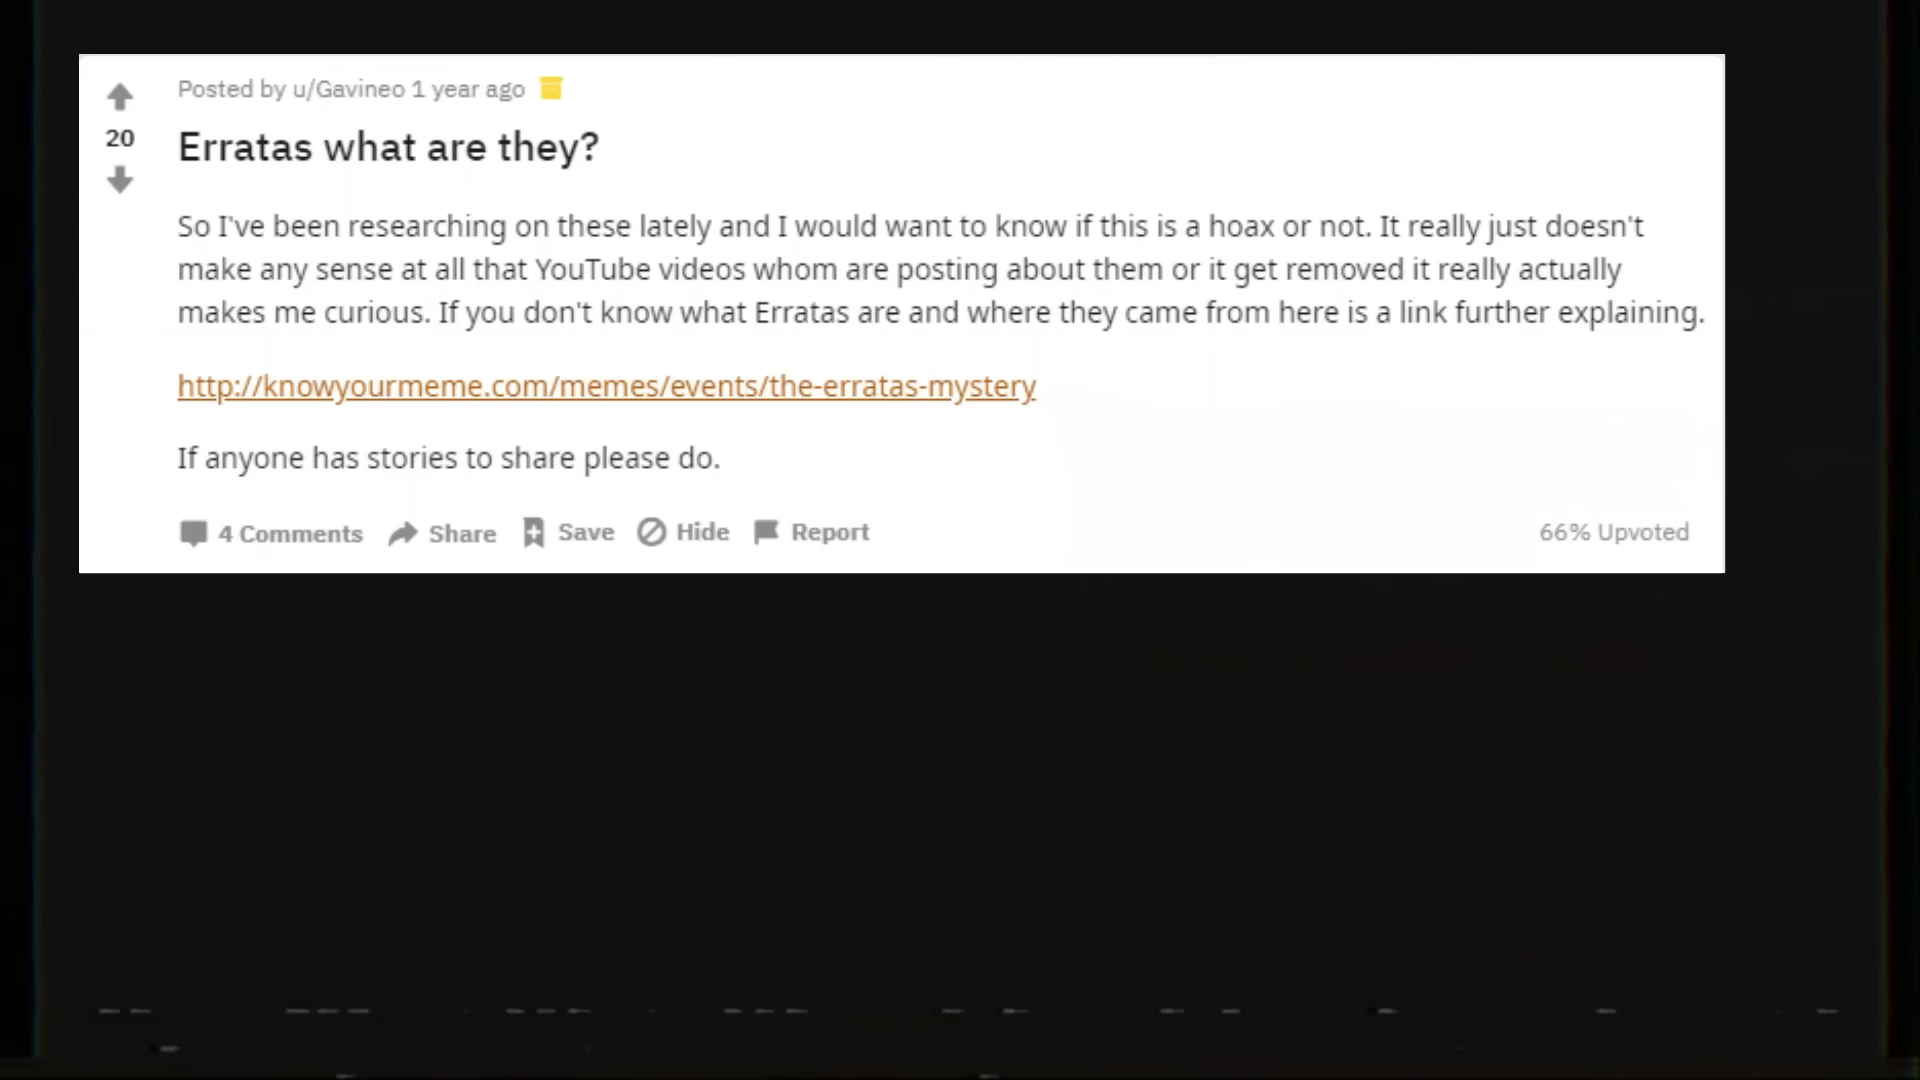 Posted by u/Gavineo 1 year ago
20
Erratas what are they?
So I've been researching on these lately and I would want to know if this is a hoax or not. It really just doesn't
make any sense at all that YouTube videos whom are posting about them or it get removed it really actually
makes me curious. If you don't know what Erratas are and where they came from here is a link further explaining.
http://knowyourmeme.com/memes/events/the-erratas-mystery
If anyone has stories to share please do.
4 Comments Share Save Hide Report 66% Upvoted